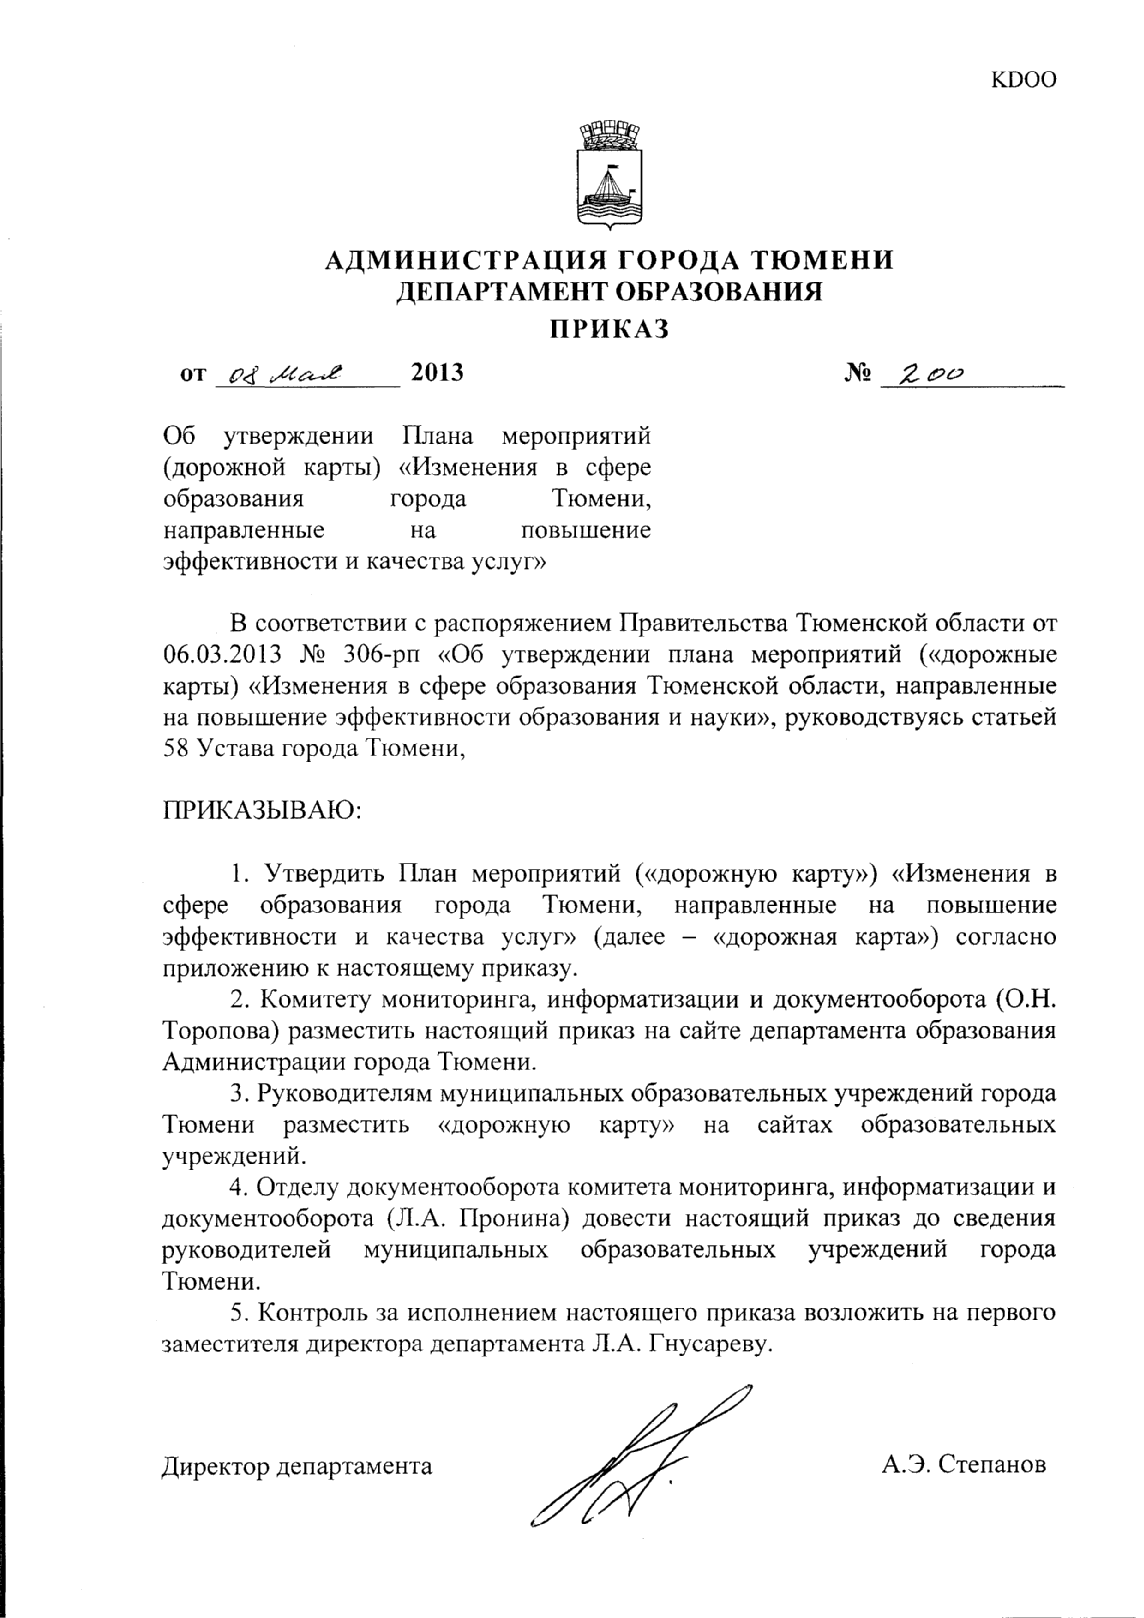 KDOO
АДМИНИСТРАЦИЯ ГОРОДА ТЮМЕНИ
ДЕПАРТАМЕНТ ОБРАЗОВАНИЯ
ПРИКАЗ
от 08 мая 2013 № 200
Об утверждении Плана мероприятий
(дорожной карты) «Изменения в сфере
образования города Тюмени,
направленные на повышение
эффективности и качества услуг»
В соответствии с распоряжением Правительства Тюменской области от
06.03.2013 № 306-рп «Об утверждении плана мероприятий («дорожные
карты) «Изменения в сфере образования Тюменской области, направленные
на повышение эффективности образования и науки», руководствуясь статьей
58 Устава города Тюмени,
ПРИКАЗЫВАЮ:
1. Утвердить План мероприятий («дорожную карту») «Изменения в
сфере образования города Тюмени, направленные на повышение
эффективности и качества услуг» (далее – «дорожная карта») согласно
приложению к настоящему приказу.
2. Комитету мониторинга, информатизации и документооборота (О.Н.
Торопова) разместить настоящий приказ на сайте департамента образования
Администрации города Тюмени.
3. Руководителям муниципальных образовательных учреждений города
Тюмени разместить «дорожную карту» на сайтах образовательных
учреждений.
4. Отделу документооборота комитета мониторинга, информатизации и
документооборота (Л.А. Пронина) довести настоящий приказ до сведения
руководителей муниципальных образовательных учреждений города
Тюмени.
5. Контроль за исполнением настоящего приказа возложить на первого
заместителя директора департамента Л.А. Гнусареву.
Директор департамента А.Э. Степанов